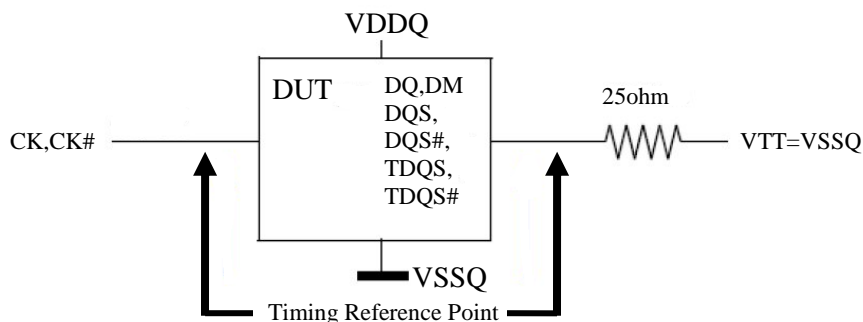 VDDQ
DUT
DQ,DM
DQS,
DQS#,
TDQS,
TDQS#
25ohm
CK,CK#
VTT=VSSQ
VSSQ
Timing Reference Point